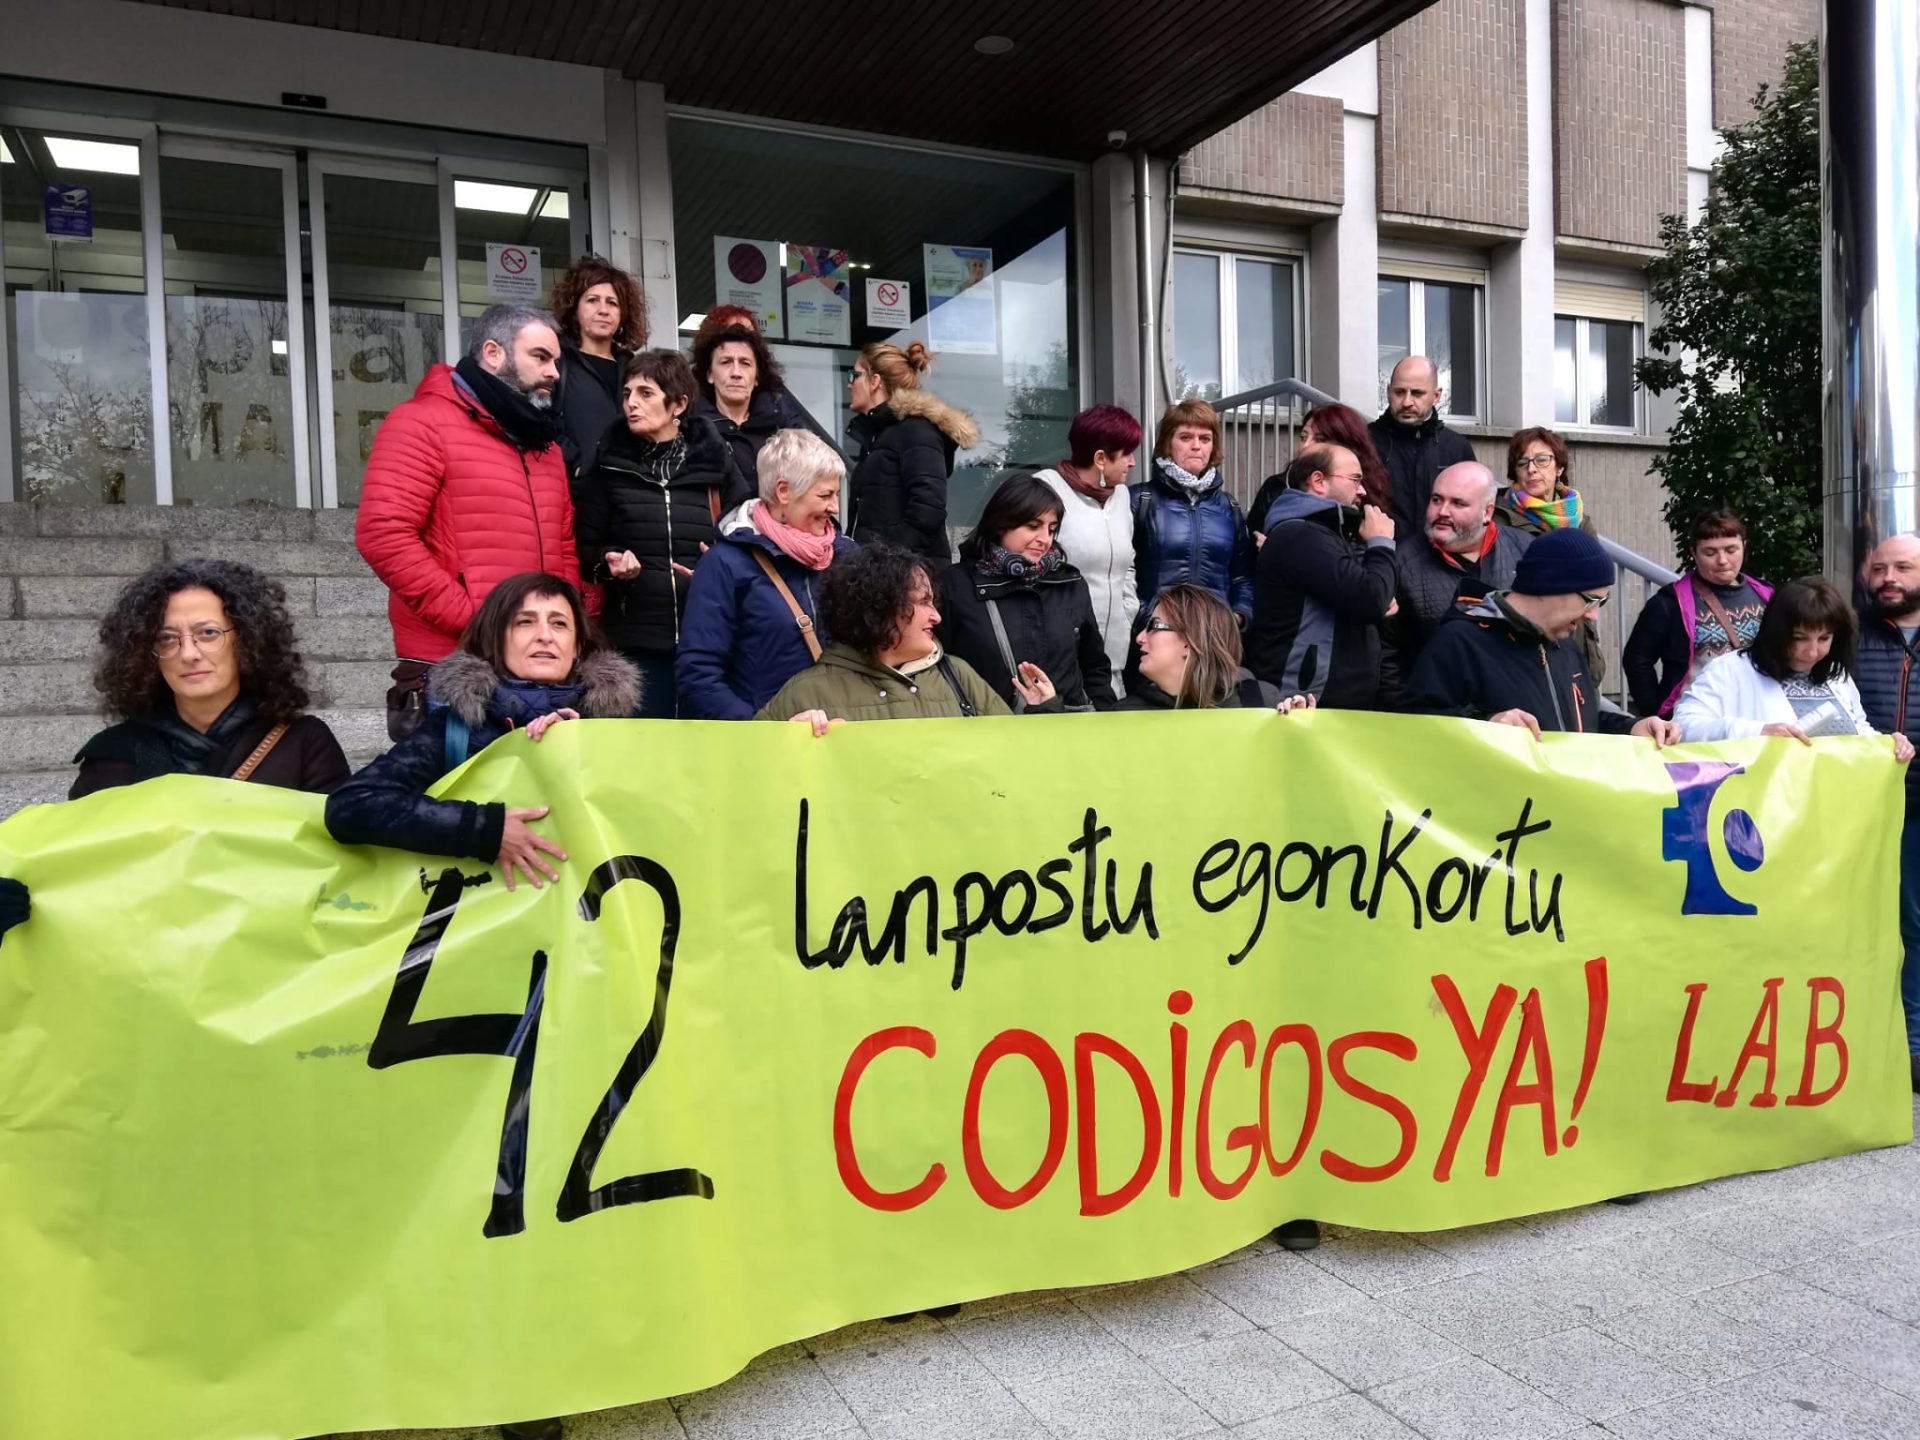 42
lanpostu egonkortu
CODIGOS YA!
LAB